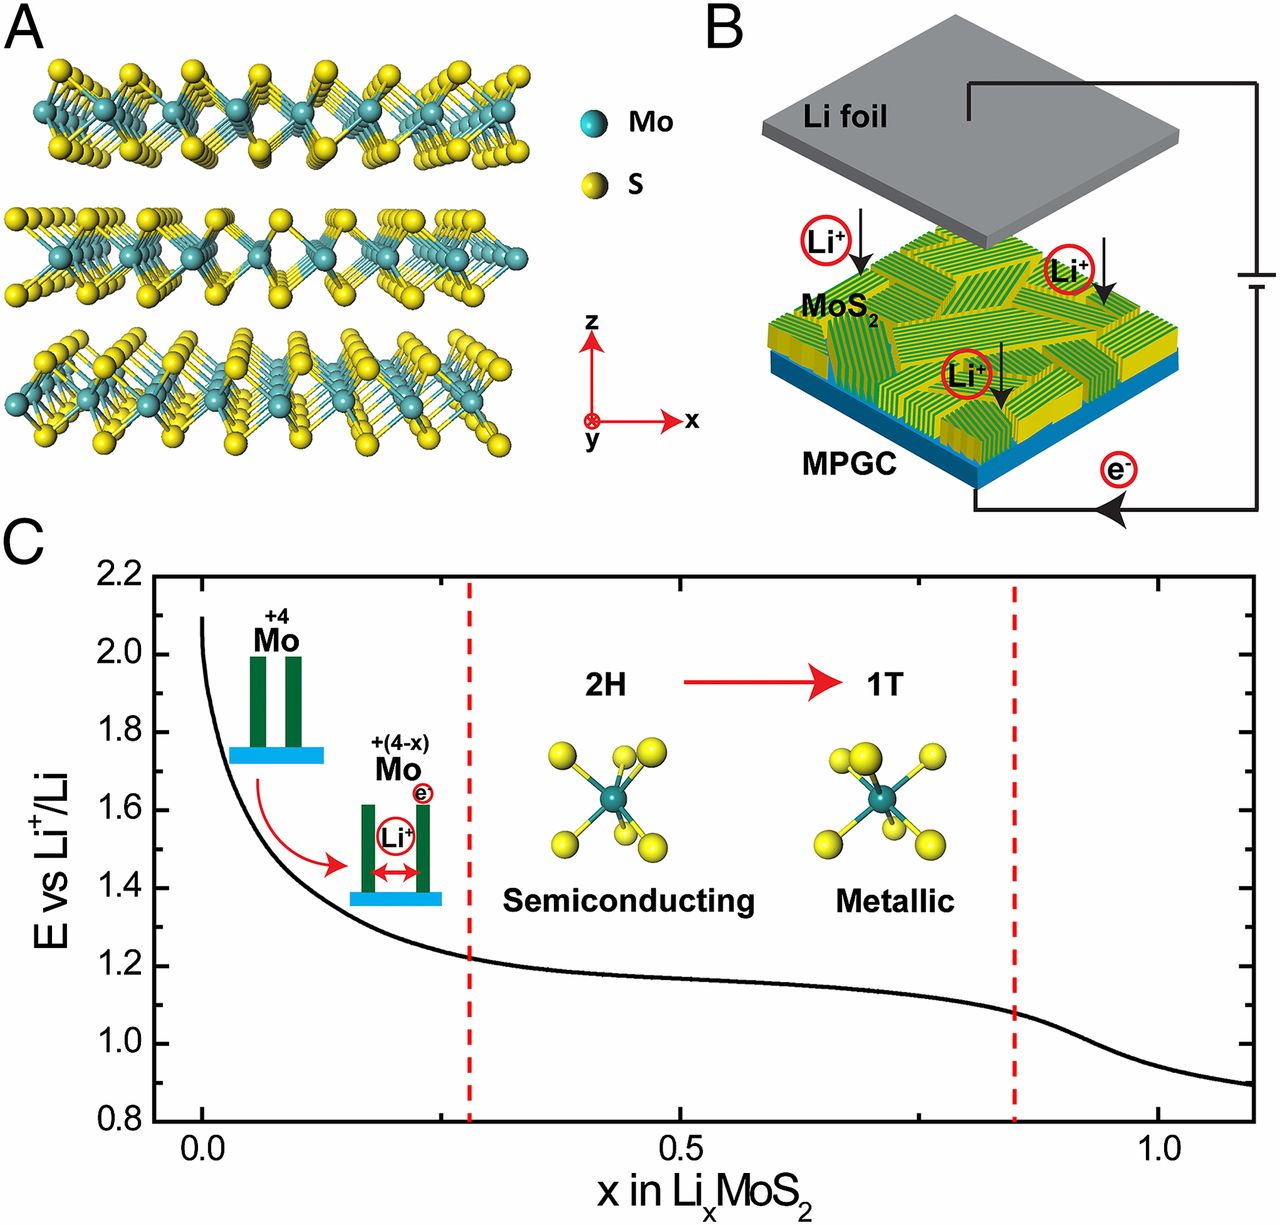 A
Mo
S
z
x
y
B
Li foil
Li⁺
Li⁺
MoS₂
Li⁺
MPGC
e⁻
C
2.2
2.0
1.8
1.6
1.4
1.2
1.0
0.8
E vs Li⁺/Li
+4
Mo
+(4-x)
Mo
e⁻
Li⁺
2H
1T
Semiconducting
Metallic
0.0
0.5
1.0
x in LiₓMoS₂